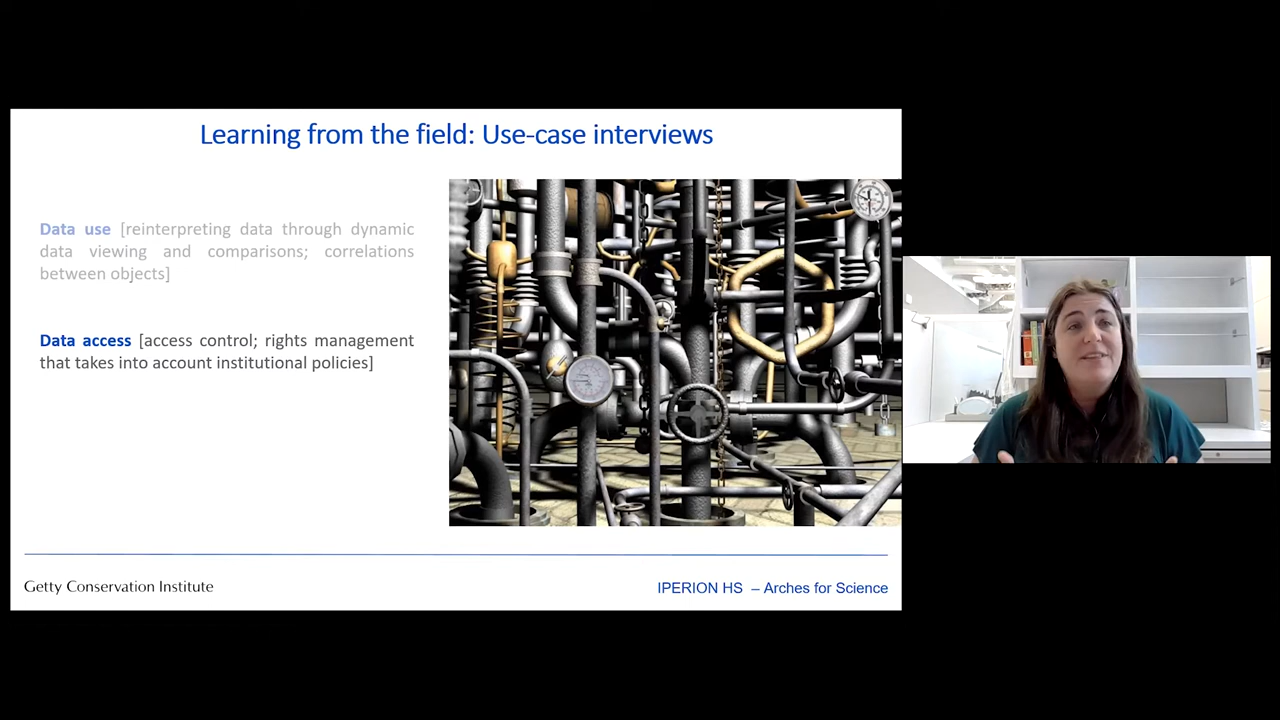 Learning from the field: Use-case interviews
Data use [reinterpreting data through dynamic
data viewing and comparisons; correlations
between objects]
Data access [access control; rights management
that takes into account institutional policies]
Getty Conservation Institute
IPERION HS – Arches for Science